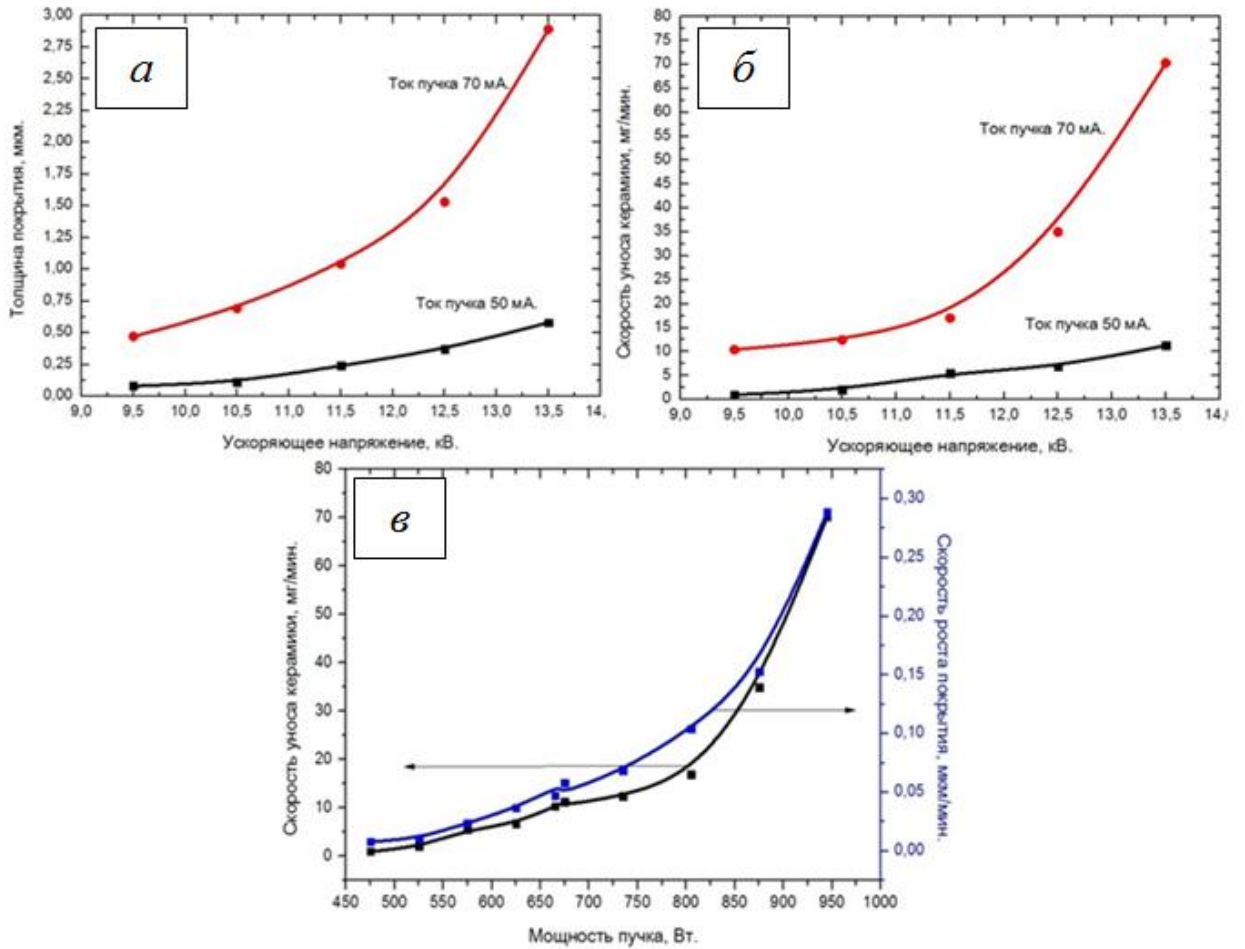 а
Толщина покрытия, мкм.
3,00
2,75
2,50
2,25
2,00
1,75
1,50
1,25
1,00
0,75
0,50
0,25
0,00
Ток пучка 70 мА.
Ток пучка 50 мА.
9,0 9,5 10,0 10,5 11,0 11,5 12,0 12,5 13,0 13,5 14,
Ускоряющее напряжение, кВ.
б
Скорость уноса керамики, мг/мин.
80
75
70
65
60
55
50
45
40
35
30
25
20
15
10
5
0
Ток пучка 70 мА.
Ток пучка 50 мА.
9,0 9,5 10,0 10,5 11,0 11,5 12,0 12,5 13,0 13,5 14,
Ускоряющее напряжение, кВ.
в
Скорость уноса керамики, мг/мин.
80
70
60
50
40
30
20
10
0
0,30
0,25
0,20
0,15
0,10
0,05
0,00
Скорость роста покрытия, мкм/мин.
450 500 550 600 650 700 750 800 850 900 950 1000
Мощность пучка, Вт.